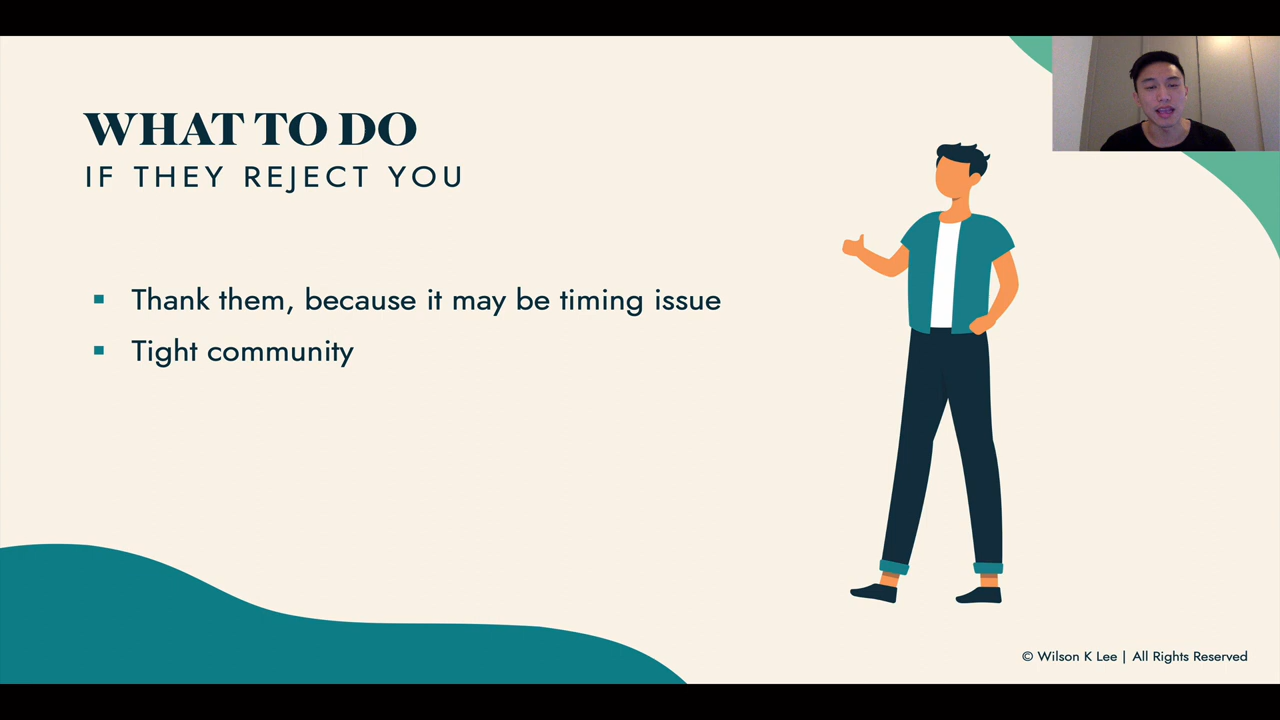 WHAT TO DO
IF THEY REJECT YOU
Thank them, because it may be timing issue
Tight community
© Wilson K Lee | All Rights Reserved